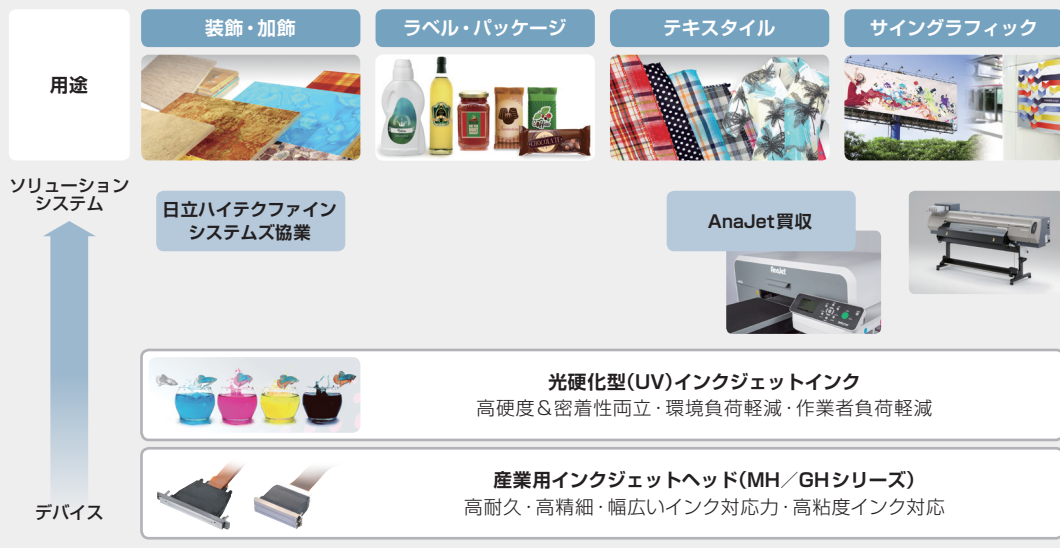 用途
装飾・加飾
ラベル・パッケージ
テキスタイル
サイングラフィック
CHOCOLATE
ソリューション
システム
日立ハイテクファイン
システムズ協業
AnaJet買収
AnaJet
光硬化型(UV)インクジェットインク
高硬度&密着性両立・環境負荷軽減・作業者負荷軽減
産業用インクジェットヘッド(MH/GHシリーズ)
高耐久・高精細・幅広いインク対応力・高粘度インク対応
デバイス